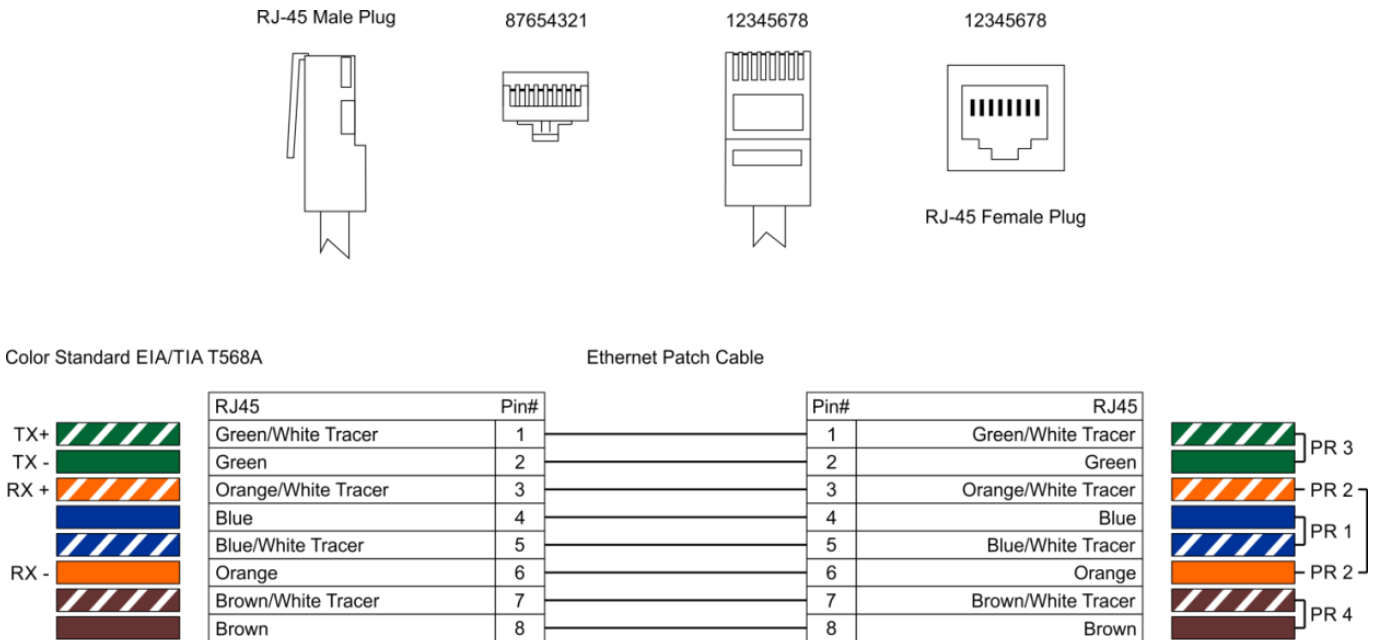 RJ-45 Male Plug 87654321 12345678 12345678
RJ-45 Female Plug
Color Standard EIA/TIA T568A Ethernet Patch Cable
RJ45 Pin# Pin# RJ45
TX+ Green/White Tracer 1 1 Green/White Tracer
PR 3
TX - Green 2 2 Green
RX + Orange/White Tracer 3 3 Orange/White Tracer PR 2
Blue 4 4 Blue
PR 1
Blue/White Tracer 5 5 Blue/White Tracer
RX - Orange 6 6 Orange PR 2
Brown/White Tracer 7 7 Brown/White Tracer
PR 4
Brown 8 8 Brown